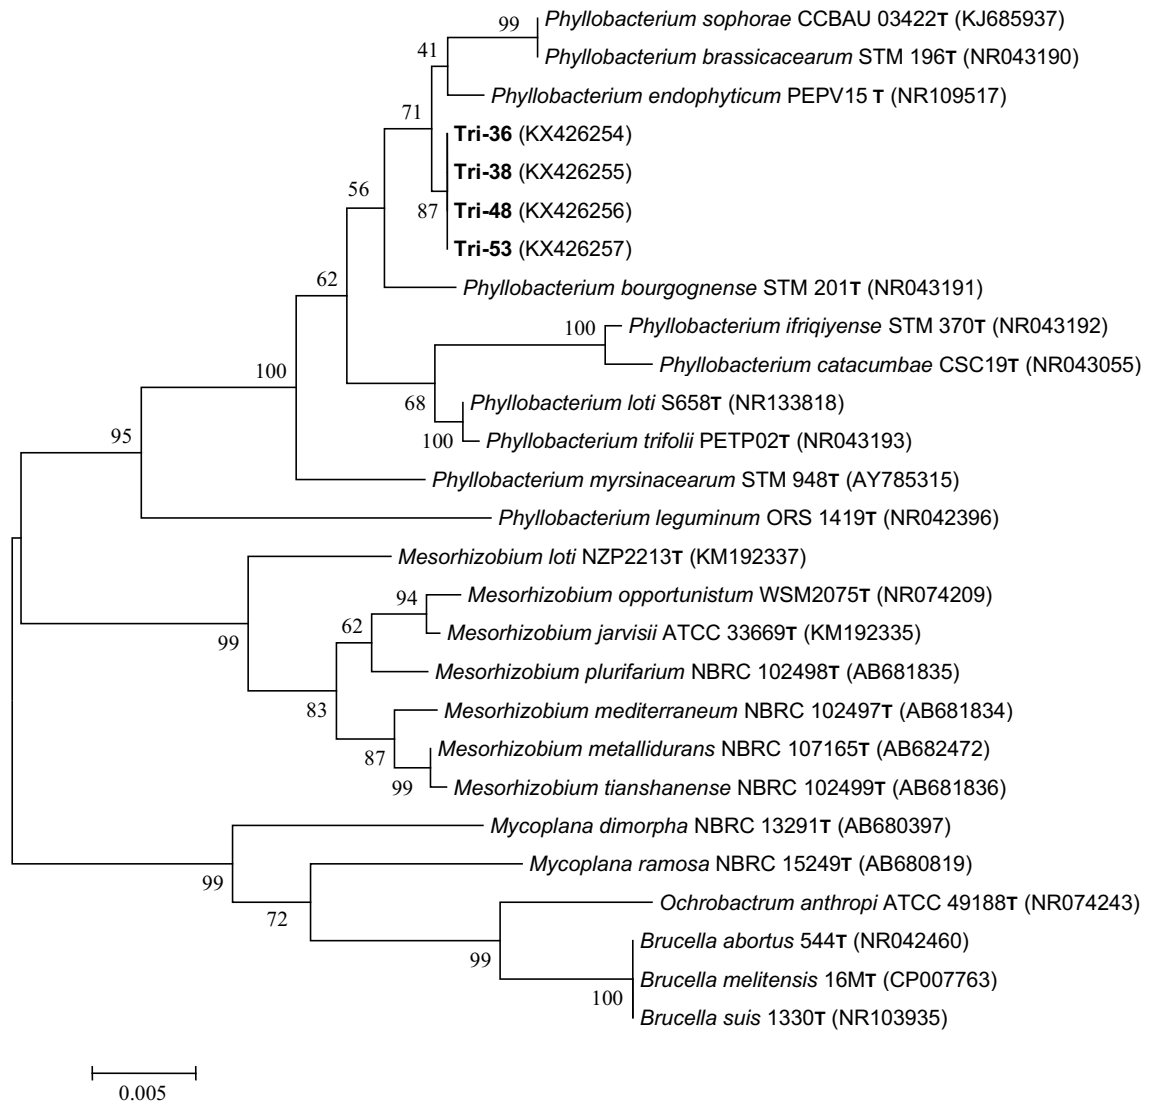 99
Phyllobacterium sophorae CCBAU 03422T (KJ685937)
Phyllobacterium brassicacearum STM 196T (NR043190)
41
Phyllobacterium endophyticum PEPV15 T (NR109517)
71
Tri-36 (KX426254)
Tri-38 (KX426255)
56
Tri-48 (KX426256)
87
Tri-53 (KX426257)
62
Phyllobacterium bourgognense STM 201T (NR043191)
100
Phyllobacterium ifriqiyense STM 370T (NR043192)
Phyllobacterium catacumbae CSC19T (NR043055)
100
68
Phyllobacterium loti S658T (NR133818)
100
Phyllobacterium trifolii PETP02T (NR043193)
95
Phyllobacterium myrsinacearum STM 948T (AY785315)
Phyllobacterium leguminum ORS 1419T (NR042396)
Mesorhizobium loti NZP2213T (KM192337)
94
Mesorhizobium opportunistum WSM2075T (NR074209)
62
Mesorhizobium jarvisii ATCC 33669T (KM192335)
99
Mesorhizobium plurifarium NBRC 102498T (AB681835)
83
Mesorhizobium mediterraneum NBRC 102497T (AB681834)
87
Mesorhizobium metallidurans NBRC 107165T (AB682472)
99
Mesorhizobium tianshanense NBRC 102499T (AB681836)
Mycoplana dimorpha NBRC 13291T (AB680397)
99
Mycoplana ramosa NBRC 15249T (AB680819)
72
Ochrobactrum anthropi ATCC 49188T (NR074243)
Brucella abortus 544T (NR042460)
99
Brucella melitensis 16MT (CP007763)
100
Brucella suis 1330T (NR103935)
0.005